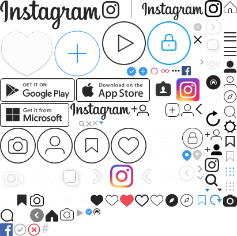 Instagram
Instagram
GET IT ON
Google Play
Download on the
App Store
Get it from
Microsoft
Instagram
#